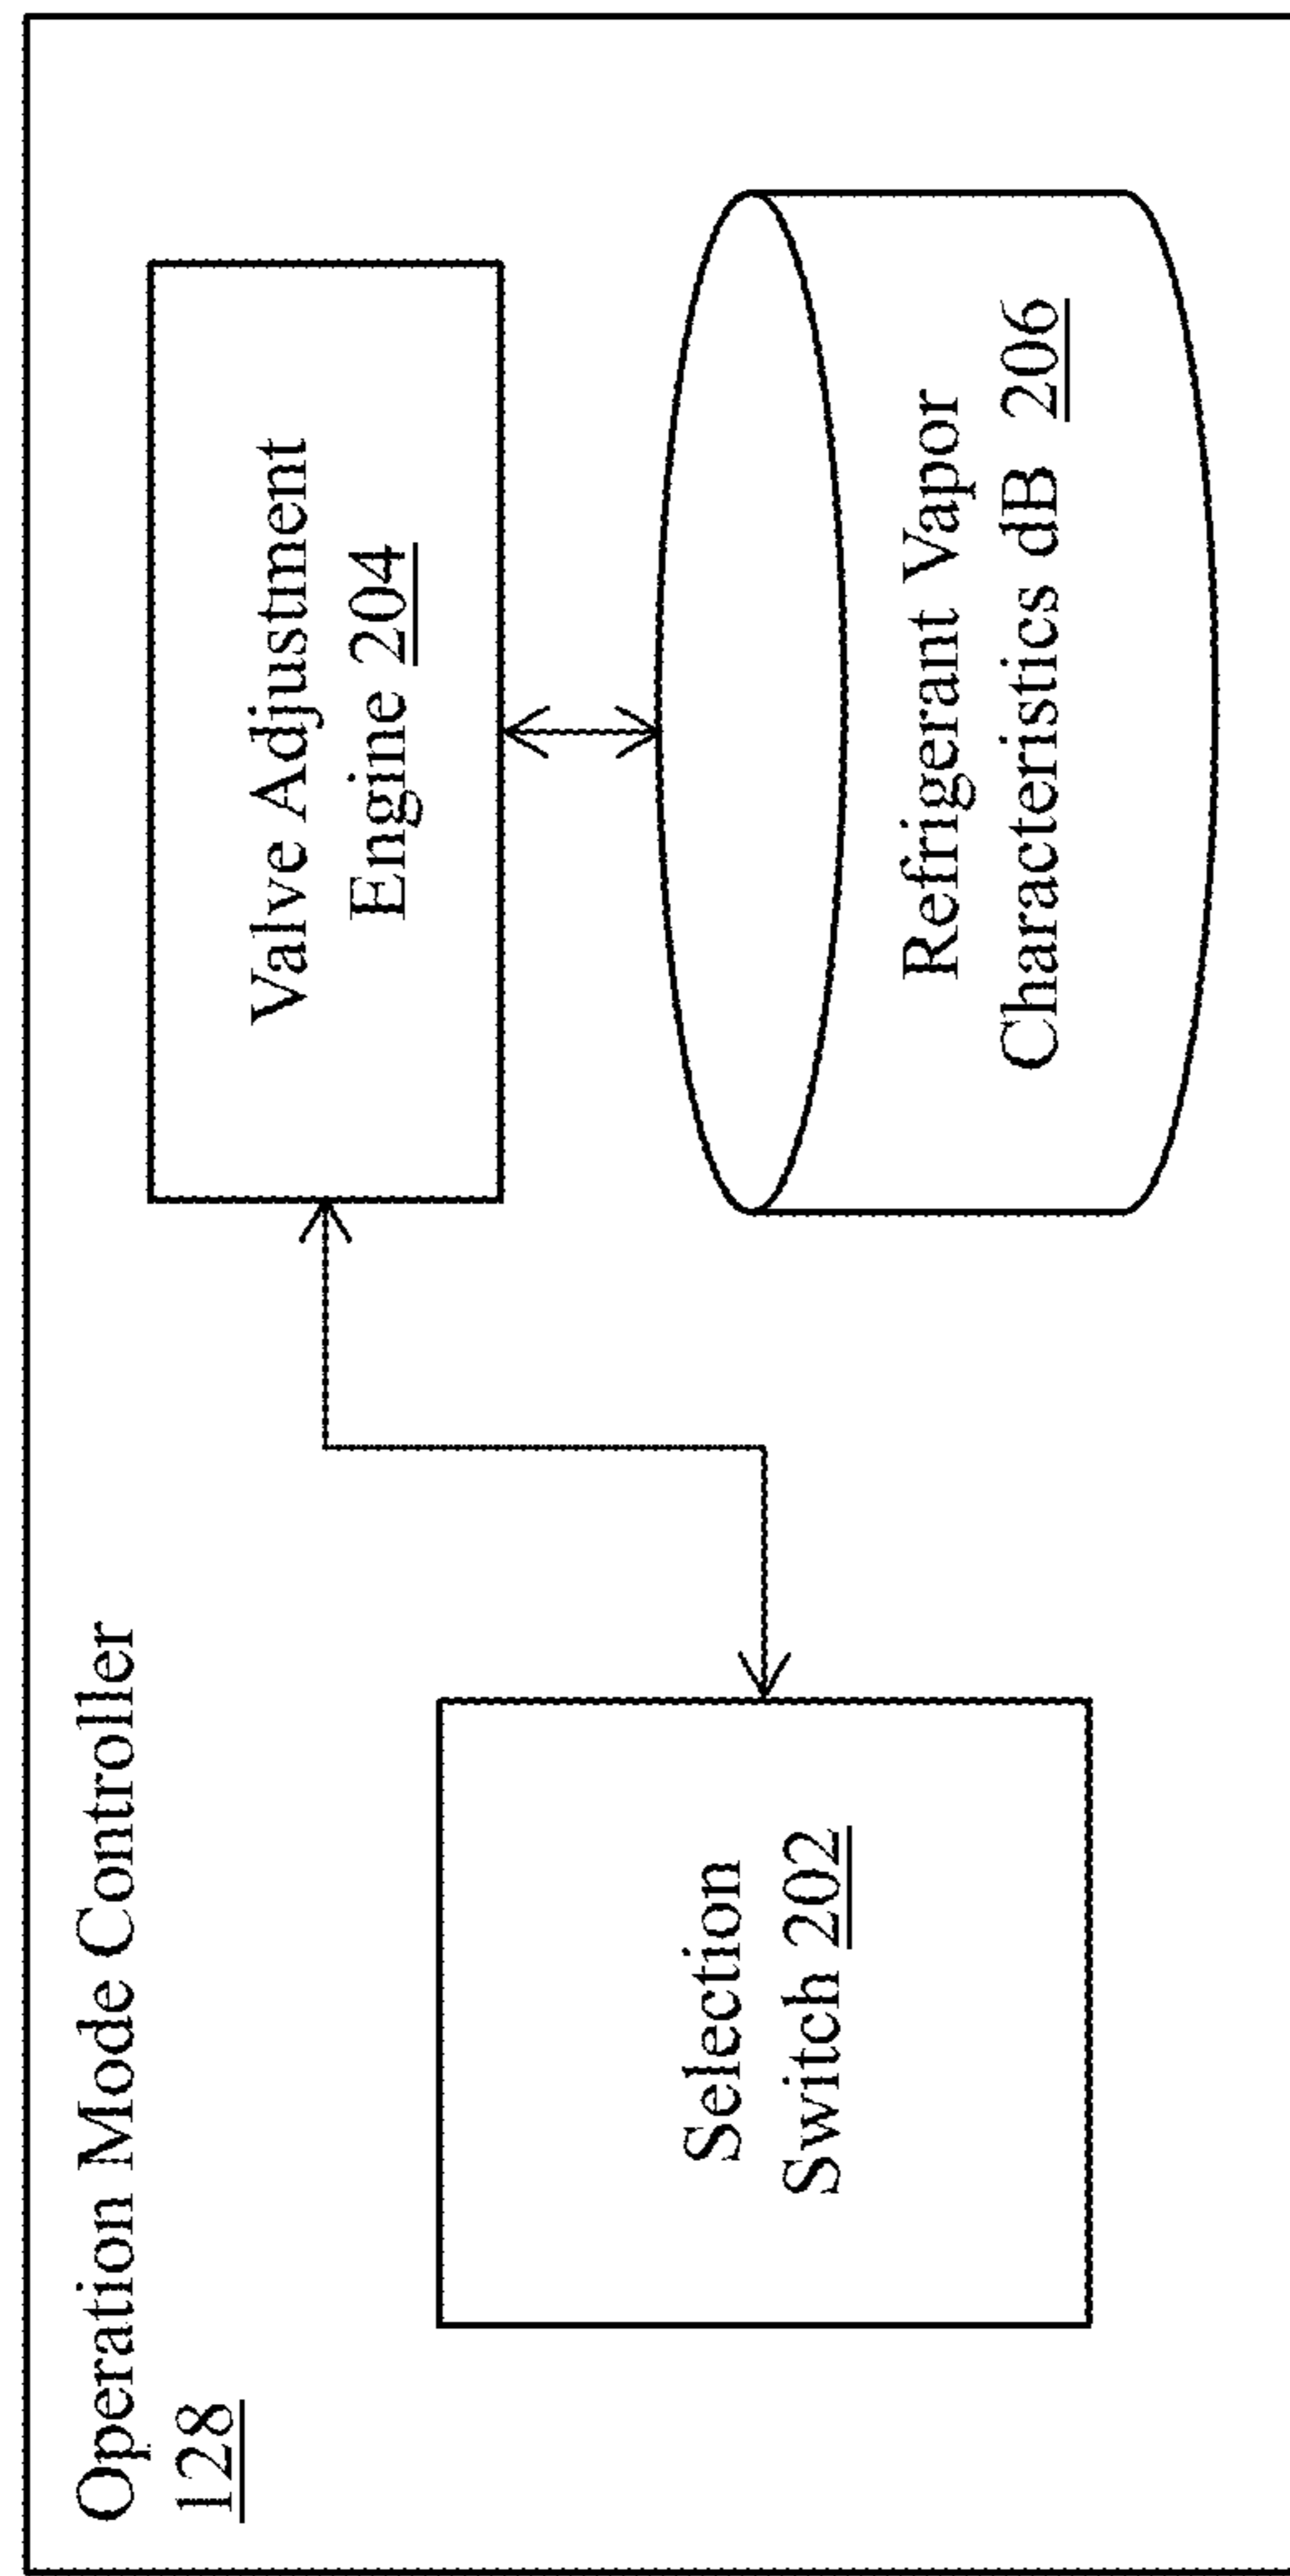 Operation Mode Controller
128
Selection
Switch 202
Valve Adjustment
Engine 204
Refrigerant Vapor
Characteristics dB 206